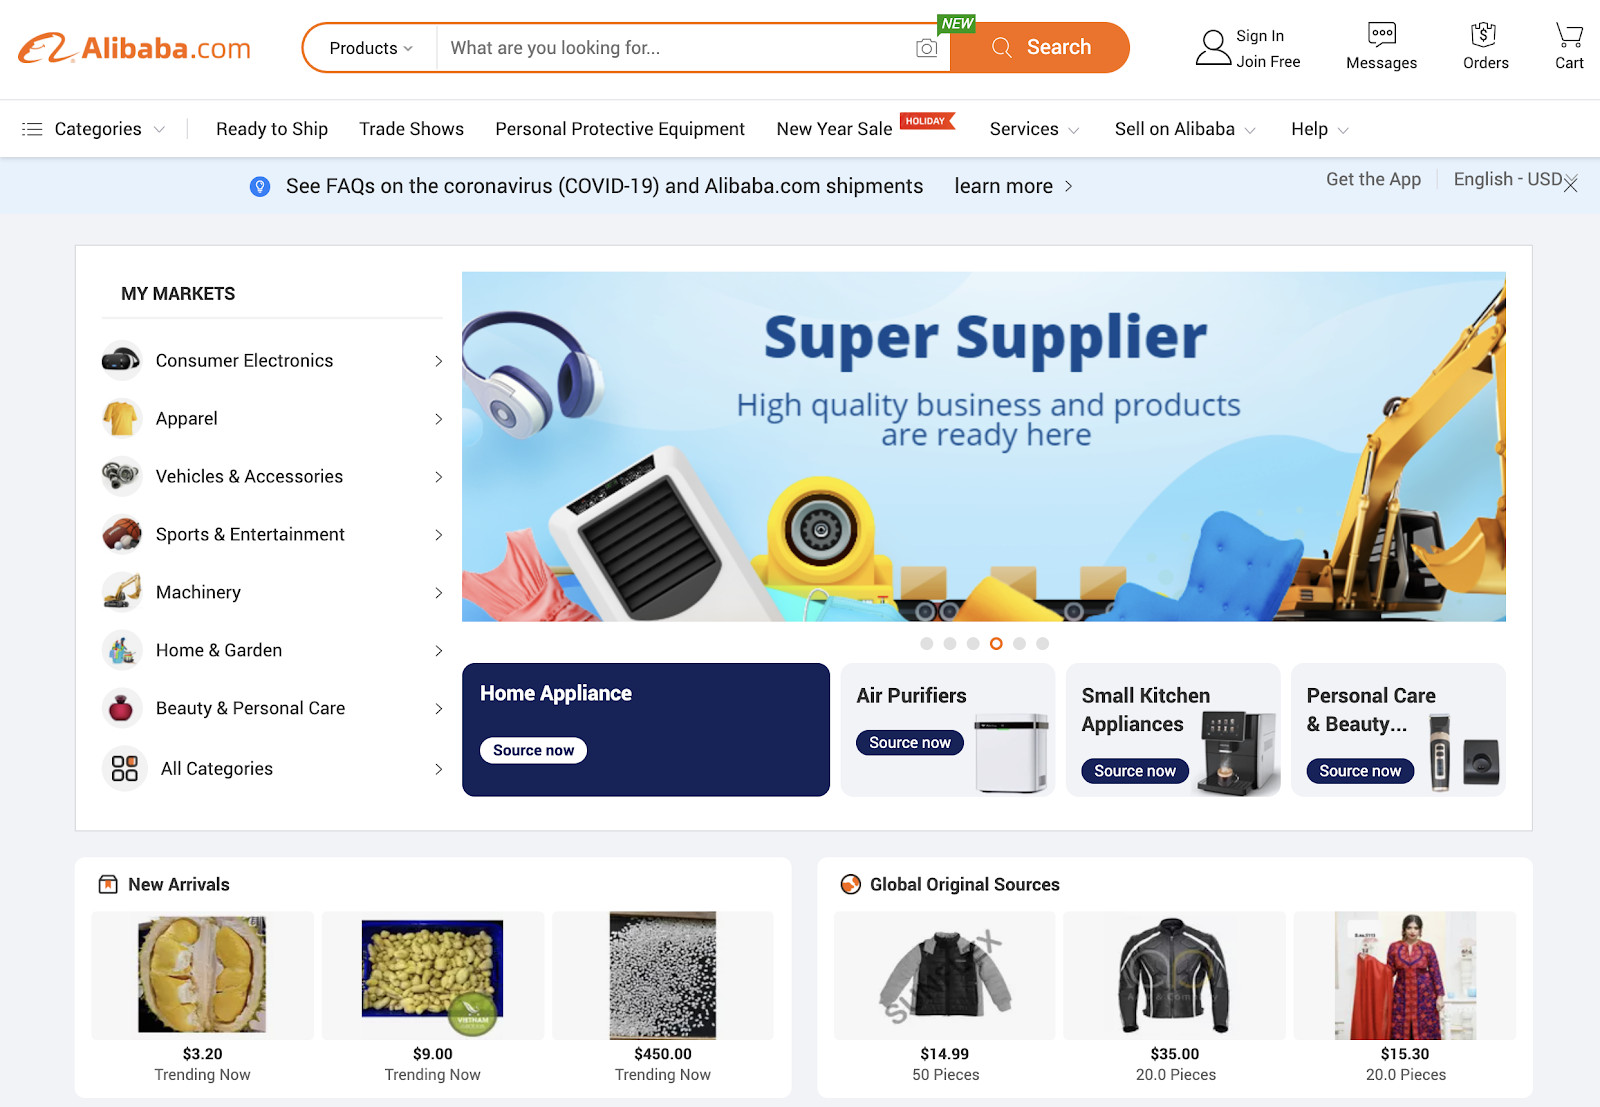 Alibaba.com
Products
What are you looking for...
NEW
Search
Sign In
Join Free
Messages
Orders
Cart
Categories
Ready to Ship
Trade Shows
Personal Protective Equipment
New Year Sale
HOLIDAY
Services
Sell on Alibaba
Help
See FAQs on the coronavirus (COVID-19) and Alibaba.com shipments
learn more
Get the App
English - USD
MY MARKETS
Consumer Electronics
Apparel
Vehicles & Accessories
Sports & Entertainment
Machinery
Home & Garden
Beauty & Personal Care
All Categories
Super Supplier
High quality business and products
are ready here
Home Appliance
Source now
Air Purifiers
Source now
Small Kitchen
Appliances
Source now
Personal Care
& Beauty...
Source now
New Arrivals
VIETNAM
$3.20
Trending Now
$9.00
Trending Now
$450.00
Trending Now
Global Original Sources
$14.99
50 Pieces
$35.00
20.0 Pieces
$15.30
20.0 Pieces